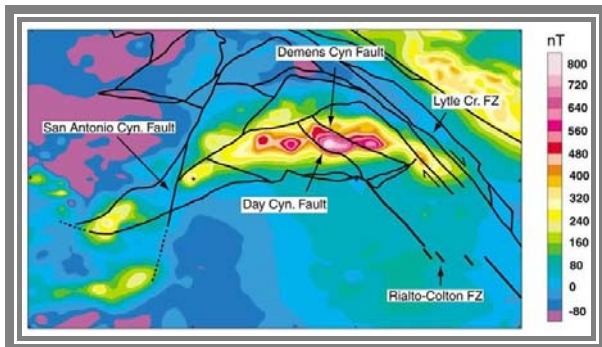 Demens Cyn Fault
nT
800
720
640
560
480
400
320
240
160
80
0
-80
Lytle Cr. FZ
San Antonio Cyn. Fault
Day Cyn. Fault
Rialto-Colton FZ